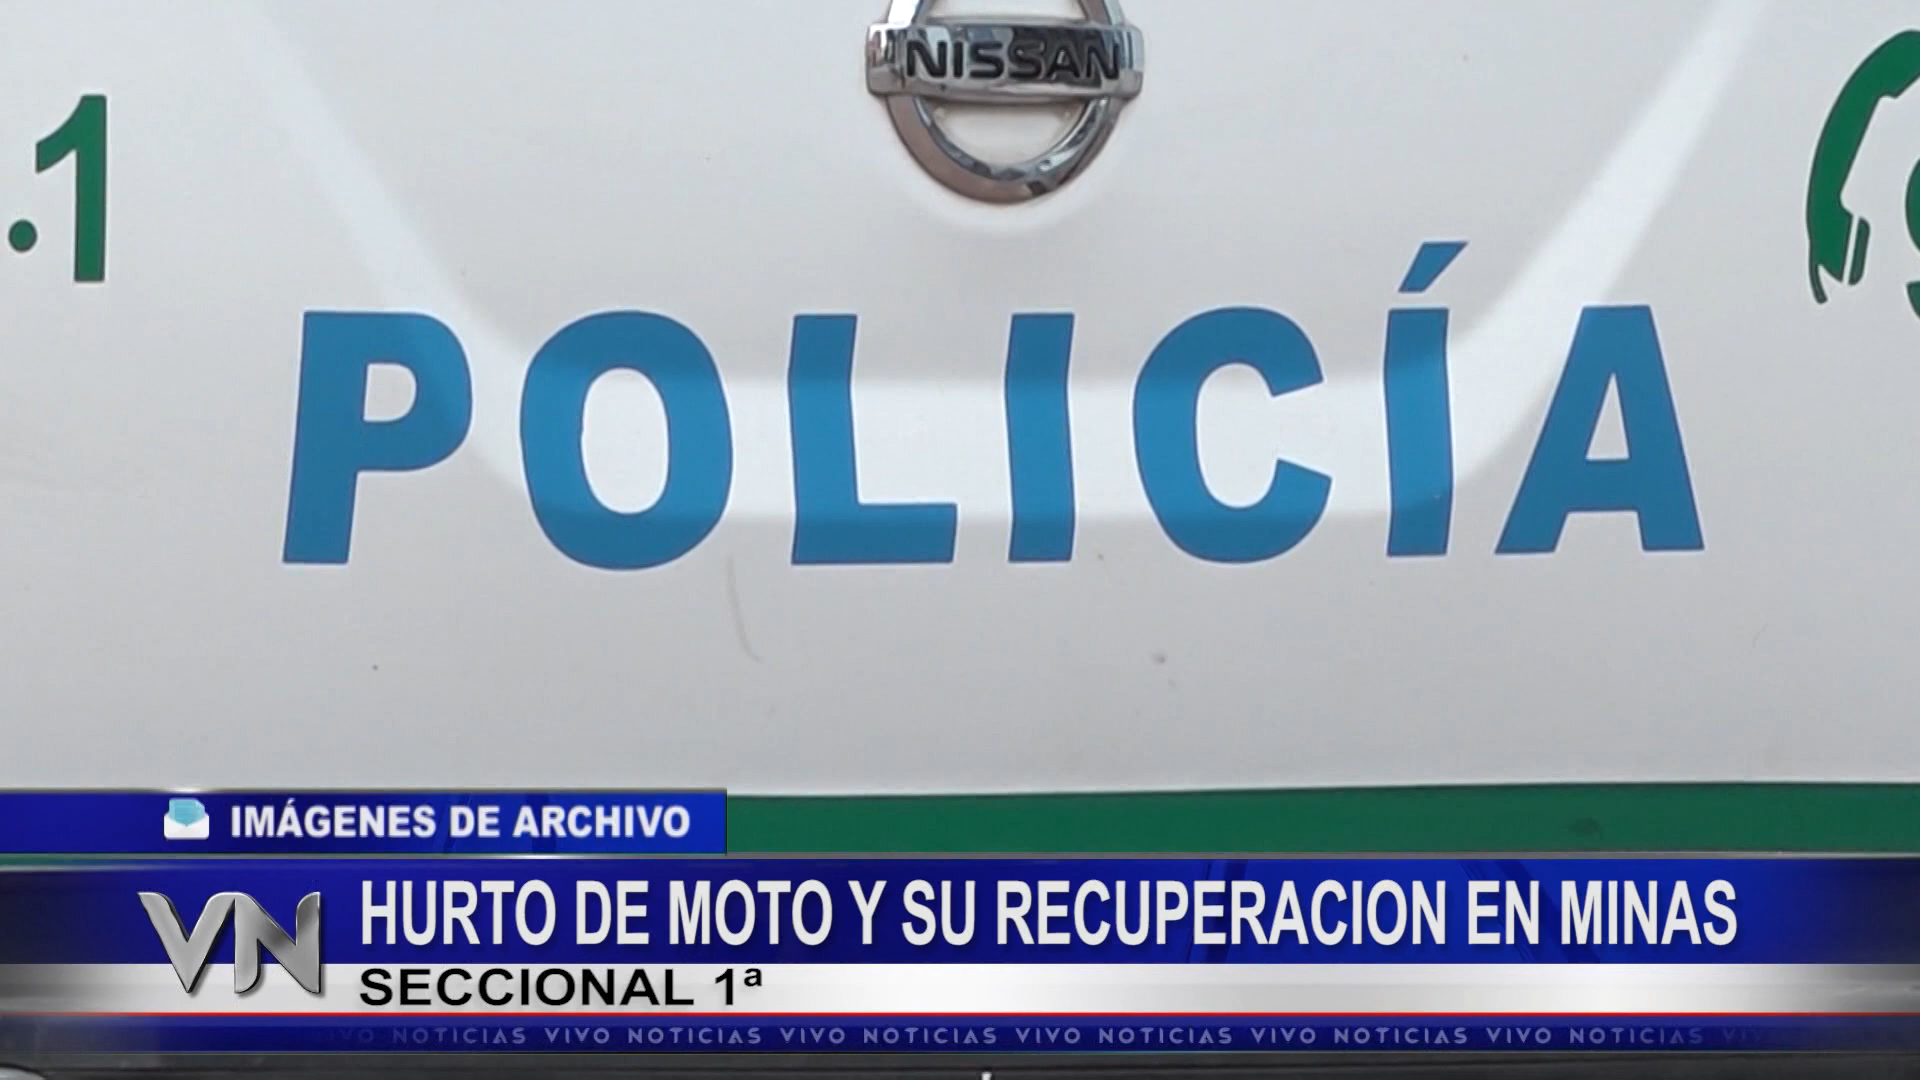 NISSAN
.1
POLICÍA
IMÁGENES DE ARCHIVO
VN
HURTO DE MOTO Y SU RECUPERACION EN MINAS
SECCIONAL 1ª
VO NOTICIAS VIVO NOTICIAS VIVO NOTICIAS VIVO NOTICIAS VIVO NOTICIAS VIVO NOTICIAS